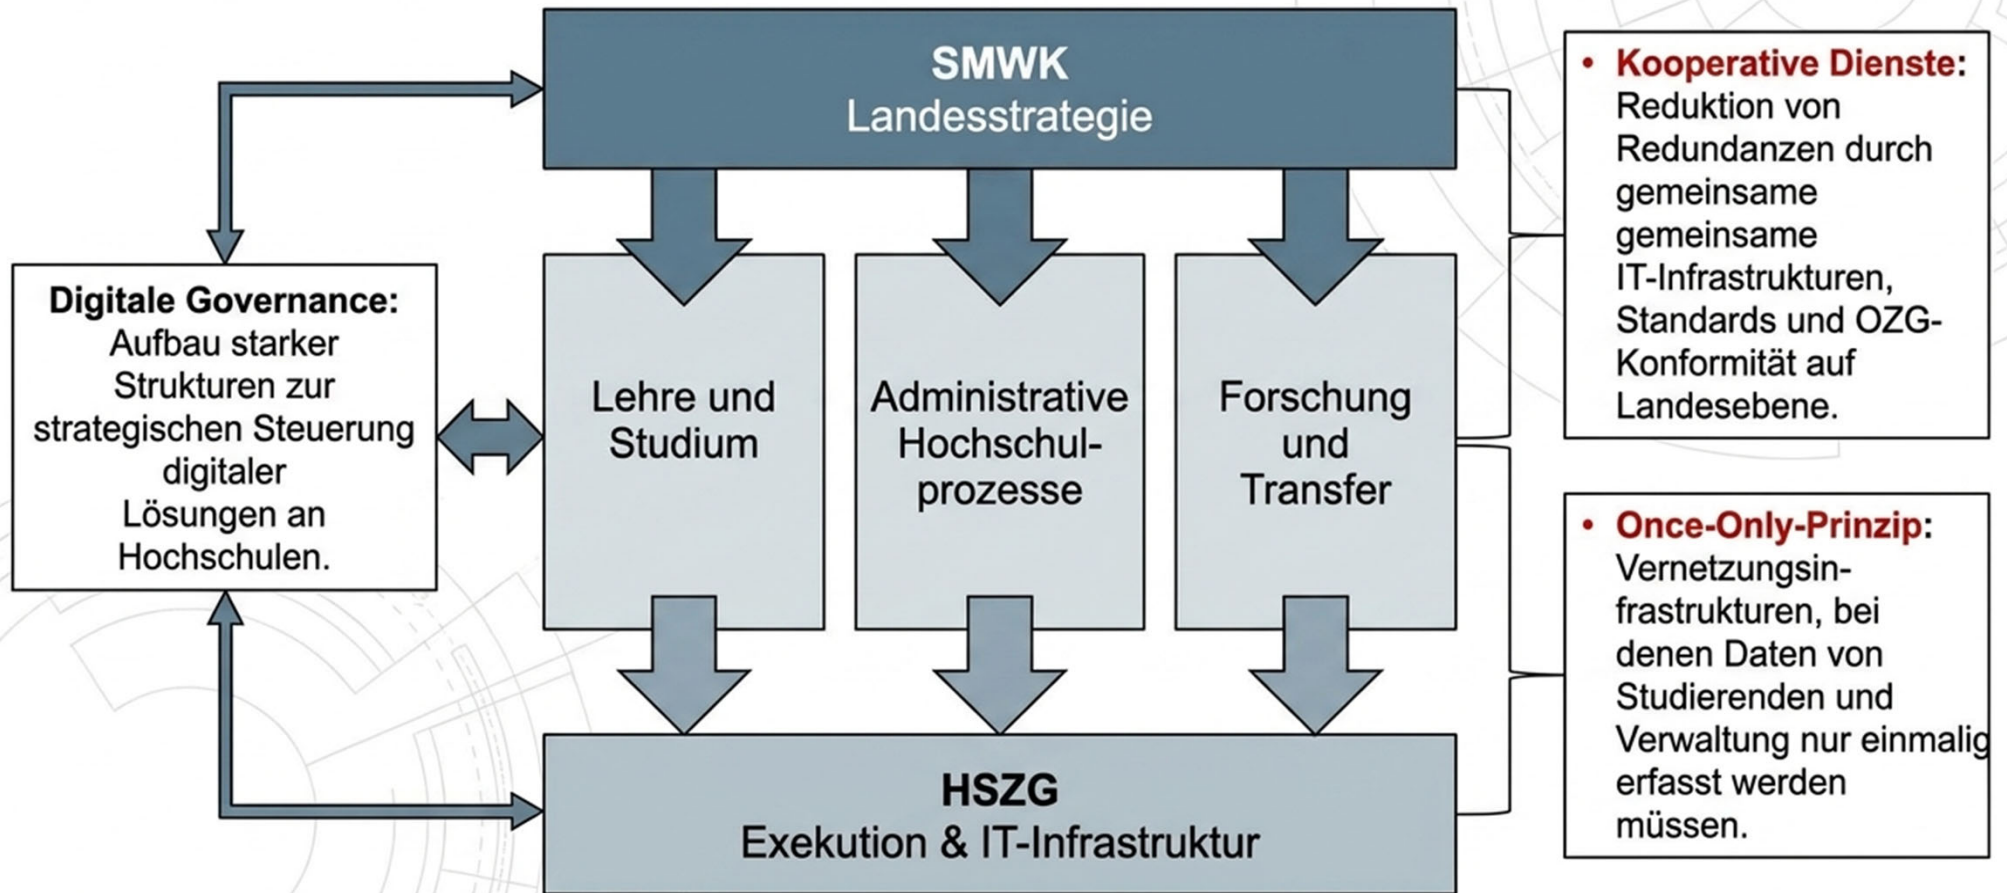 SMWK
Landesstrategie
Digitale Governance:
Aufbau starker
Strukturen zur
strategischen Steuerung
digitaler
Lösungen an
Hochschulen.
Lehre und
Studium
Administrative
Hochschul-
prozesse
Forschung
und
Transfer
HSZG
Exekution & IT-Infrastruktur
• Kooperative Dienste:
Reduktion von
Redundanzen durch
gemeinsame
gemeinsame
IT-Infrastrukturen,
Standards und OZG-
Konformität auf
Landesebene.
• Once-Only-Prinzip:
Vernetzungsin-
frastrukturen, bei
denen Daten von
Studierenden und
Verwaltung nur einmalig
erfasst werden
müssen.